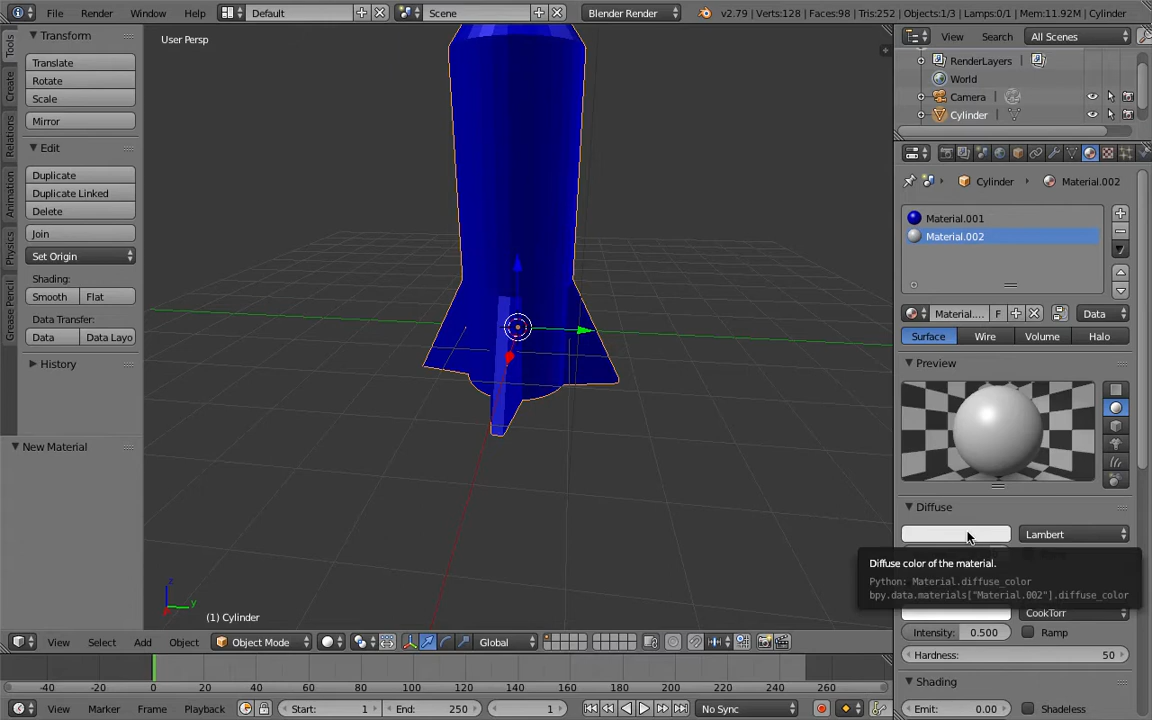 File Render Window Help Default Scene Blender Render v2.79 | Verts:128 | Faces:98 | Tris:252 | Objects:1/3 | Lamps:0/1 | Mem:11.92M | Cylinder
Tools
Create
Relations
Animation
Physics
Grease Pencil
Transform
Translate
Rotate
Scale
Mirror
Edit
Duplicate
Duplicate Linked
Delete
Join
Set Origin
Shading:
Smooth Flat
Data Transfer:
Data Data Layo
History
New Material
User Persp
z
y
(1) Cylinder
View Select Add Object Object Mode Global
-40 -20 0 20 40 60 80 100 120 140 160 180 200 220 240 260
View Marker Frame Playback Start: 1 End: 250 1 No Sync
View Search All Scenes
RenderLayers
World
Camera
Cylinder
Cylinder Material.002
Material.001
Material.002
Material.... F Data
Surface Wire Volume Halo
Preview
Diffuse
Lambert
Diffuse color of the material.
Python: Material.diffuse_color
bpy.data.materials["Material.002"].diffuse_color
CookTorr
Intensity: 0.500 Ramp
Hardness: 50
Shading
Emit: 0.00 Shadeless